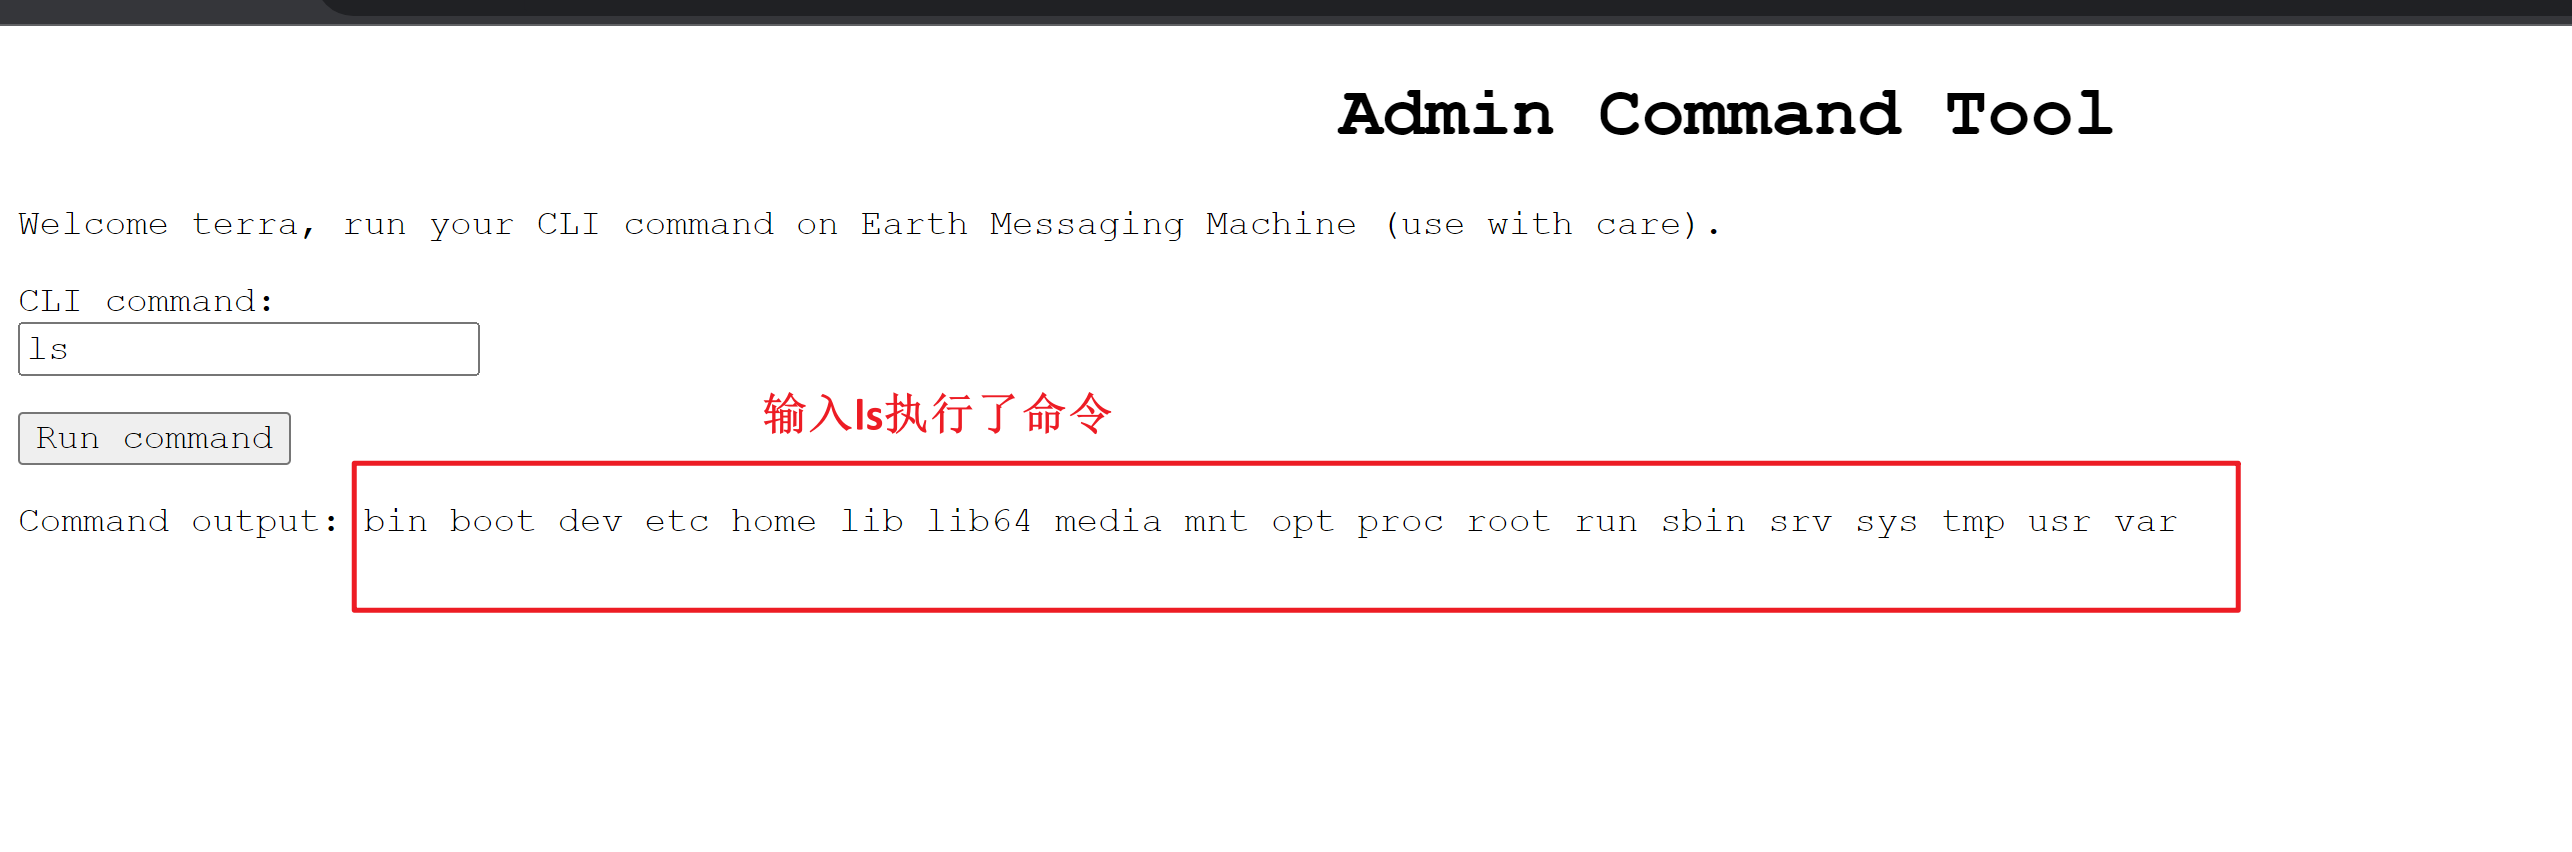 Admin Command Tool
Welcome terra, run your CLI command on Earth Messaging Machine (use with care).
CLI command:
ls
输入ls执行了命令
Run command
Command output: bin boot dev etc home lib lib64 media mnt opt proc root run sbin srv sys tmp usr var